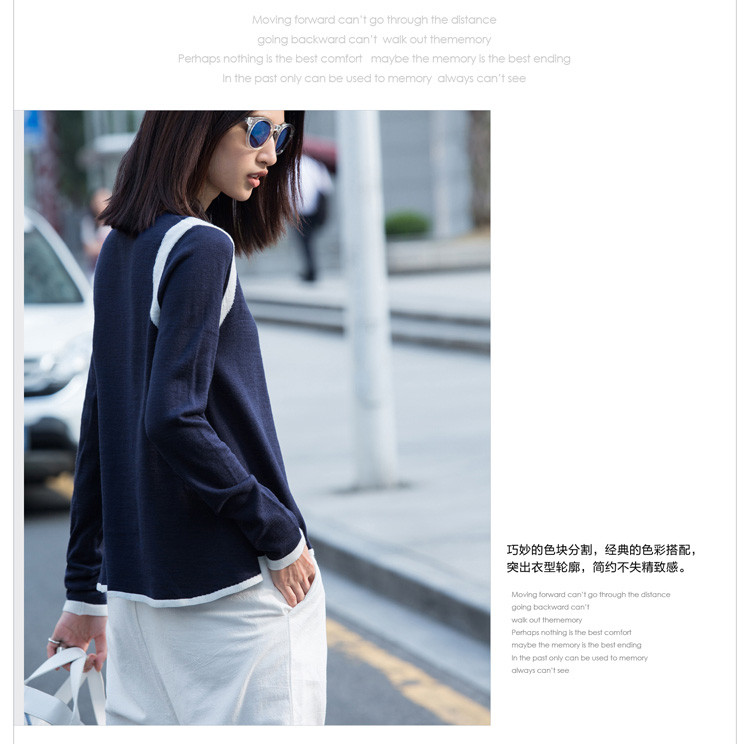 Moving forward can't go through the distance
going backward can't walk out thememory
Perhaps nothing is the best comfort maybe the memory is the best ending
In the past only can be used to memory always can't see
巧妙的色块分割，经典的色彩搭配，
突出衣型轮廓，简约不失精致感。
Moving forward can't go through the distance
going backward can't
walk out thememory
Perhaps nothing is the best comfort
maybe the memory is the best ending
In the past only can be used to memory
always can't see